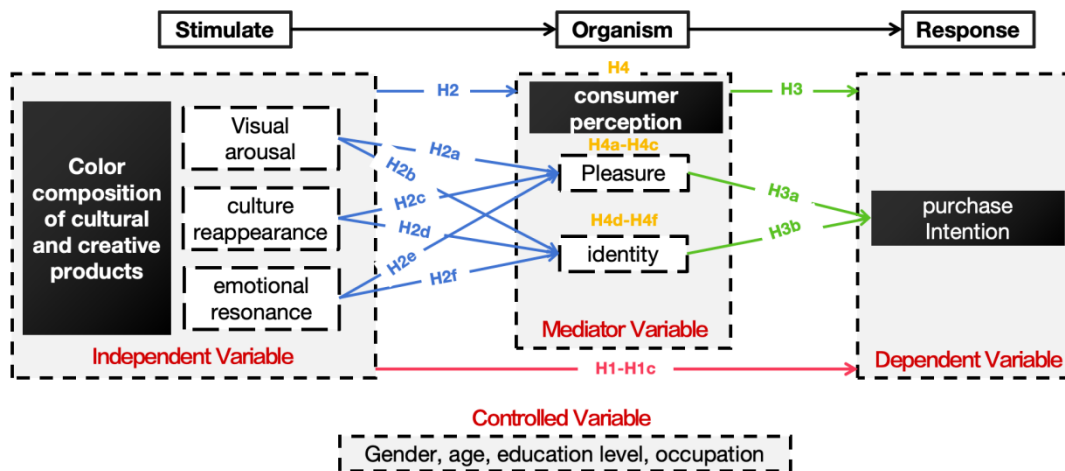 Stimulate
Organism
Response
H4
H2
H3
consumer
perception
Visual
arousal
H2a
H2b
H4a-H4c
Pleasure
Color
composition
of cultural
and creative
products
culture
reappearance
H2c
H2d
H3a
purchase
Intention
H4d-H4f
identity
H3b
H2e
H2f
emotional
resonance
Independent Variable
Mediator Variable
Dependent Variable
H1-H1c
Controlled Variable
Gender, age, education level, occupation